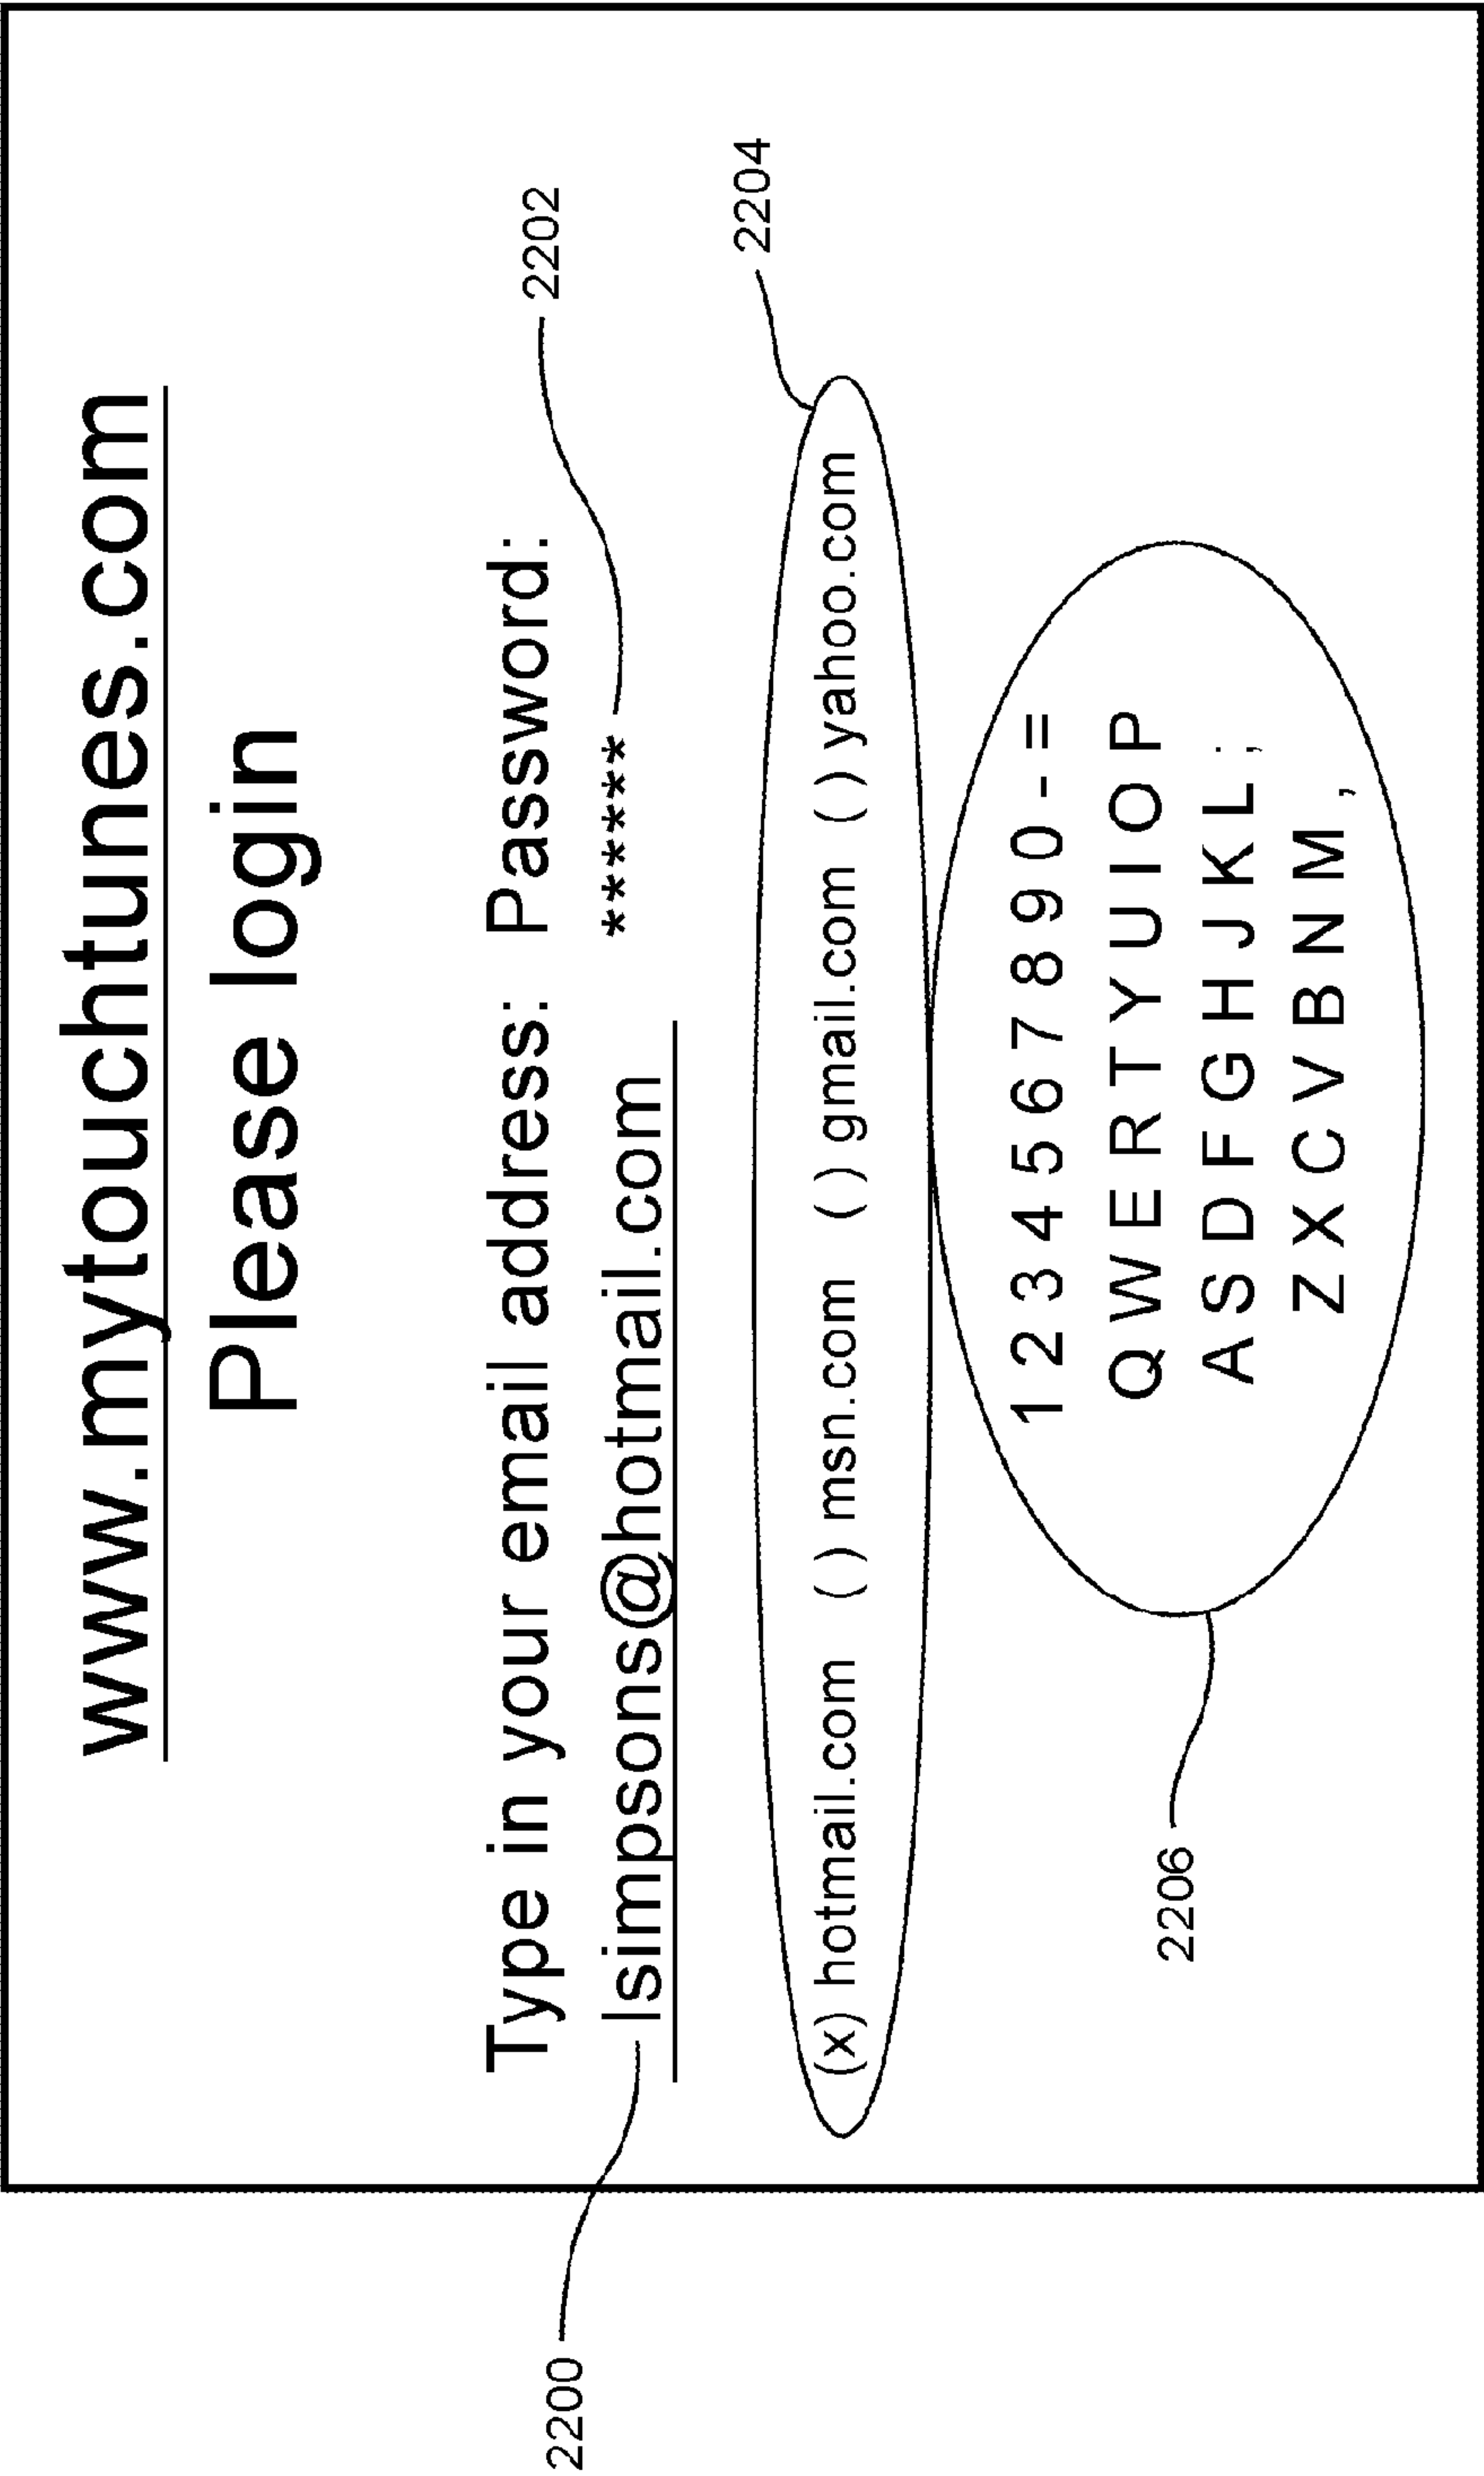 www.mytouchtunes.com
Please login
2202
Type in your email address: Password:
lsimpsons@hotmail.com ******
2200
2204
(x) hotmail.com ( ) msn.com ( ) gmail.com ( ) yahoo.com
1 2 3 4 5 6 7 8 9 0 - =
Q W E R T Y U I O P
A S D F G H J K L ;
Z X C V B N M ,
2206